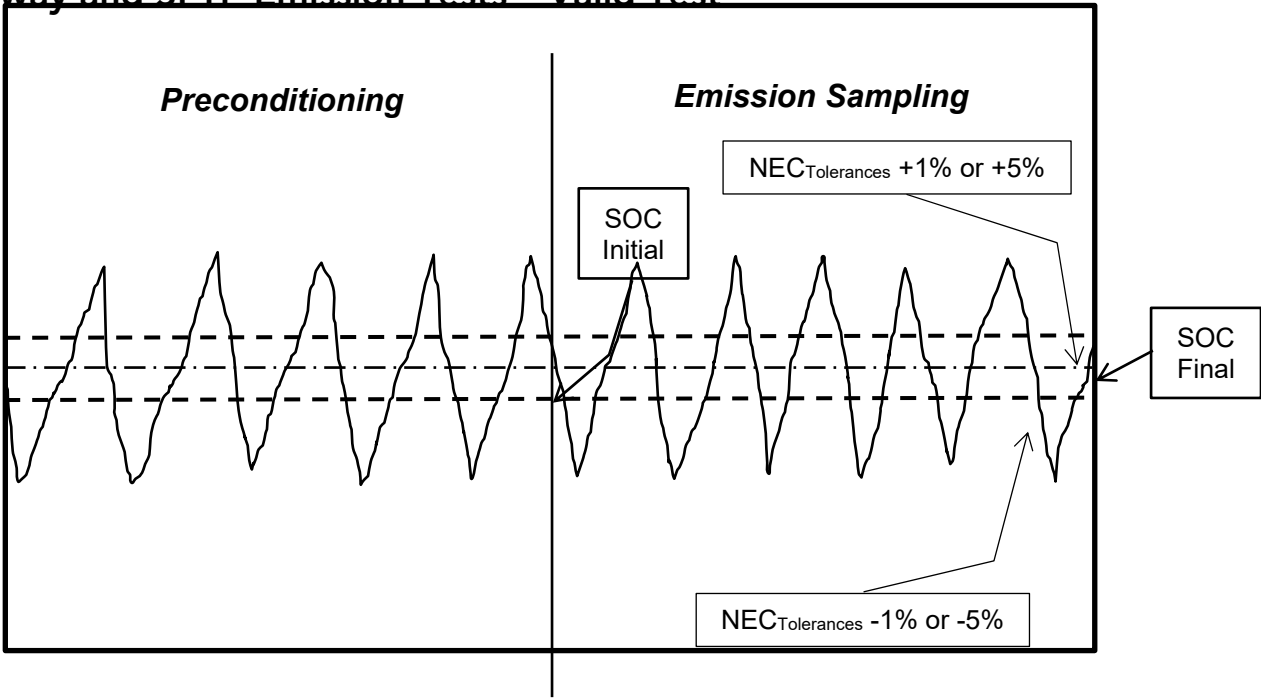 Preconditioning
Emission Sampling
NECTolerances +1% or +5%
SOC
Initial
SOC
Final
NECTolerances -1% or -5%